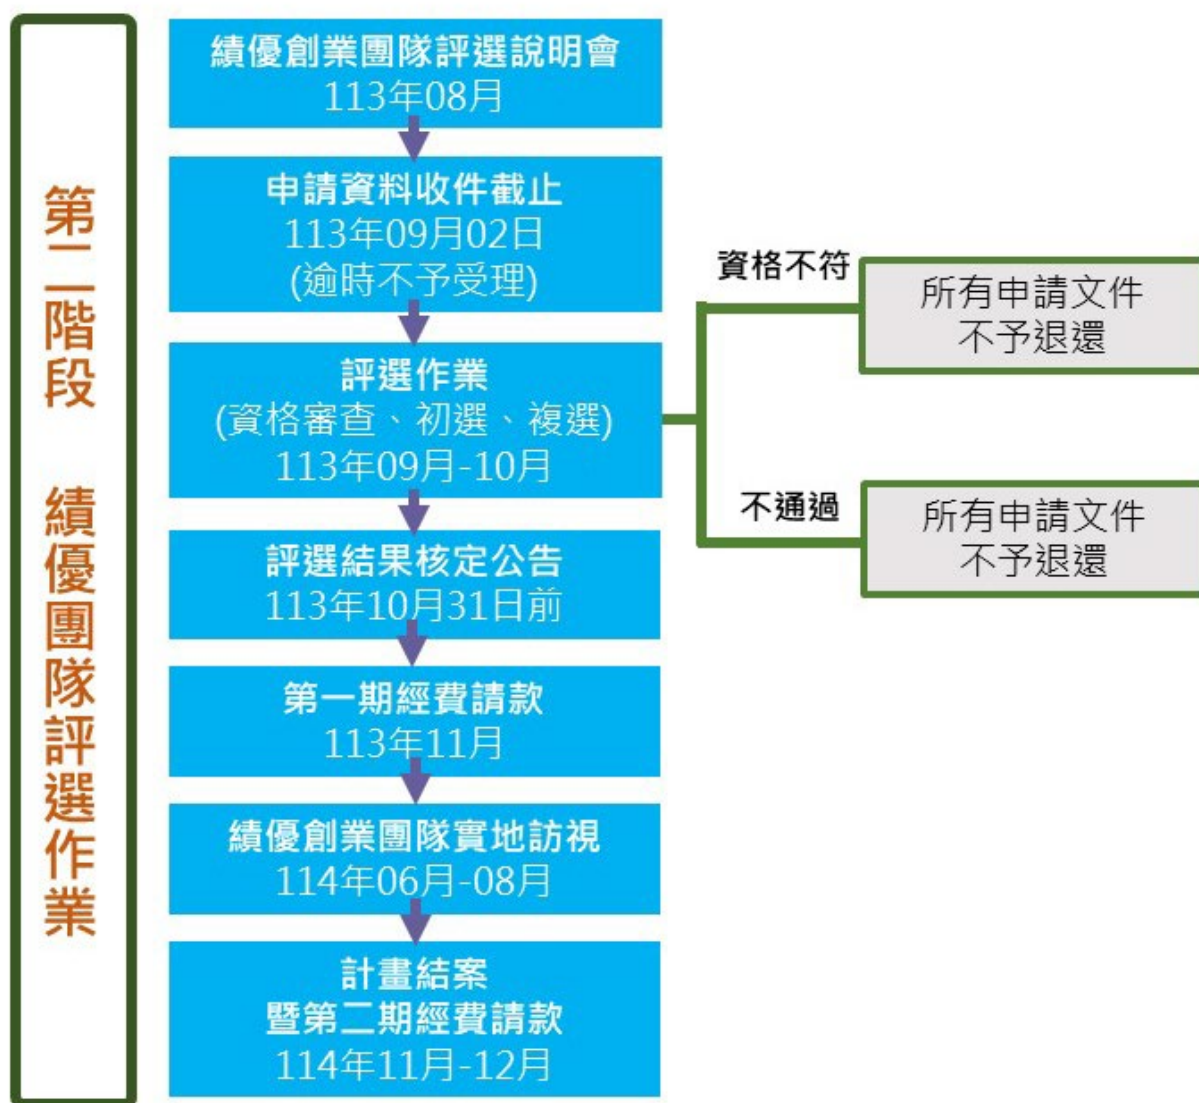 第二階段 績優團隊評選作業
績優創業團隊評選說明會
113年08月
申請資料收件截止
113年09月02日
(逾時不予受理)
評選作業
(資格審查、初選、複選)
113年09月-10月
資格不符
所有申請文件
不予退還
不通過
所有申請文件
不予退還
評選結果核定公告
113年10月31日前
第一期經費請款
113年11月
績優創業團隊實地訪視
114年06月-08月
計畫結案
暨第二期經費請款
114年11月-12月